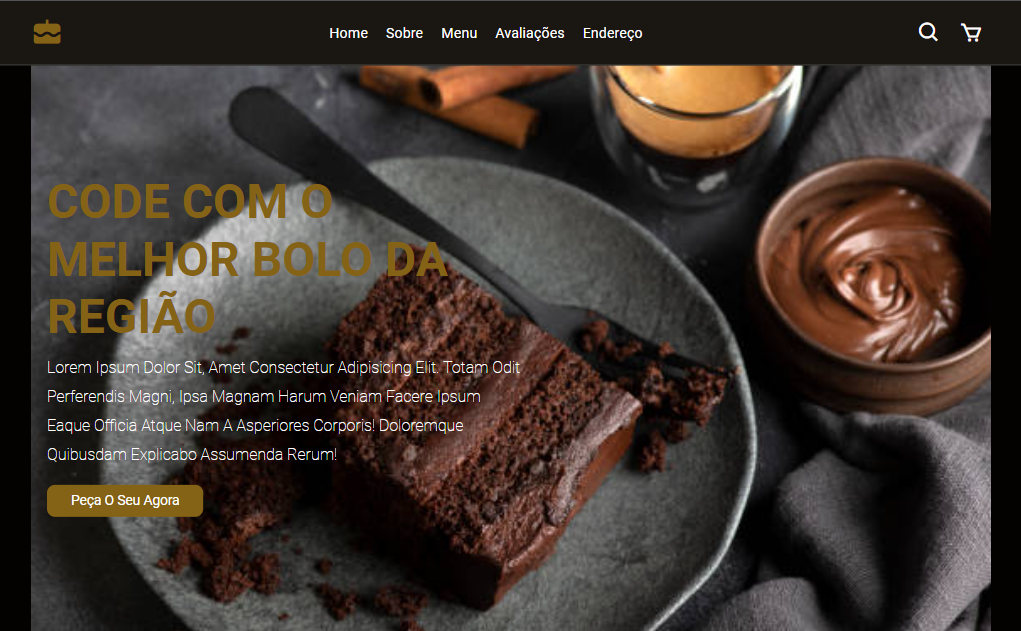 Home Sobre Menu Avaliações Endereço
CODE COM O
MELHOR BOLO DA
REGIÃO
Lorem Ipsum Dolor Sit, Amet Consectetur Adipisicing Elit. Totam Odit
Perferendis Magni, Ipsa Magnam Harum Veniam Facere Ipsum
Eaque Officia Atque Nam A Asperiores Corporis! Doloremque
Quibusdam Explicabo Assumenda Rerum!
Peça O Seu Agora